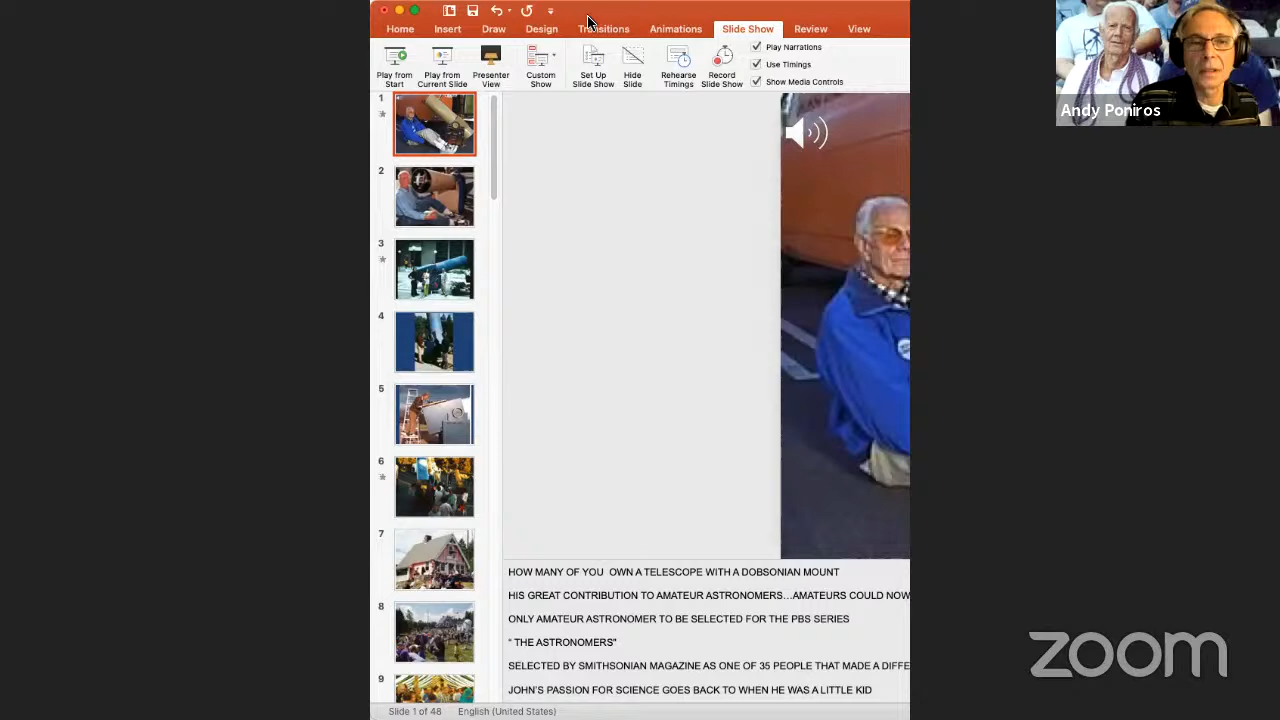 Home Insert Draw Design Transitions Animations Slide Show Review View
Play from Start
Play from Current Slide
Presenter View
Custom Show
Set Up Slide Show
Hide Slide
Rehearse Timings
Record Slide Show
Play Narrations
Use Timings
Show Media Controls
Andy Poniros
1
2
3
4
5
6
7
8
9
HOW MANY OF YOU OWN A TELESCOPE WITH A DOBSONIAN MOUNT
HIS GREAT CONTRIBUTION TO AMATEUR ASTRONOMERS...AMATEURS COULD NOW
ONLY AMATEUR ASTRONOMER TO BE SELECTED FOR THE PBS SERIES
“ THE ASTRONOMERS”
SELECTED BY SMITHSONIAN MAGAZINE AS ONE OF 35 PEOPLE THAT MADE A DIFFE
JOHN'S PASSION FOR SCIENCE GOES BACK TO WHEN HE WAS A LITTLE KID
Slide 1 of 48 English (United States)
zoom